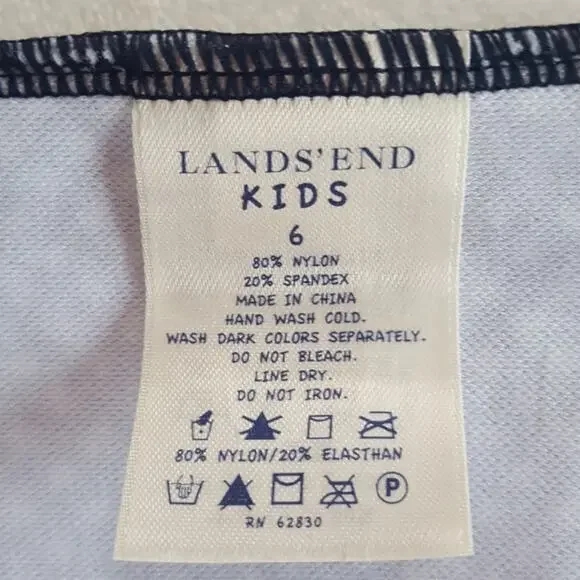 LANDS' END
KIDS
6
80% NYLON
20% SPANDEX
MADE IN CHINA
HAND WASH COLD.
WASH DARK COLORS SEPARATELY.
DO NOT BLEACH.
LINE DRY.
DO NOT IRON.
80% NYLON/20% ELASTHAN
P
RN 62830